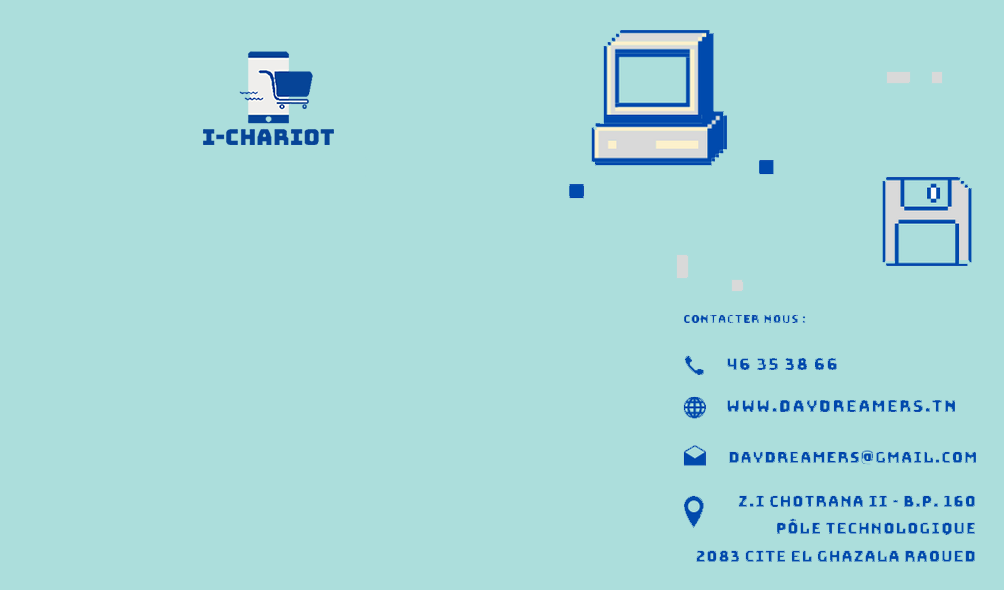 I-CHARIOT
CONTACTER NOUS :
46 35 38 66
WWW.DAYDREAMERS.TN
DAYDREAMERS@GMAIL.COM
Z.I CHOTRANA II - B.P. 160
PÔLE TECHNOLOGIQUE
2083 CITE EL GHAZALA RAOUED